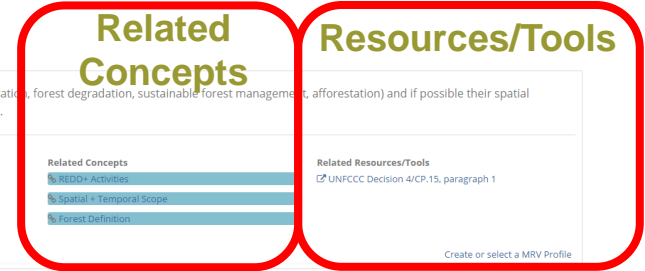 Related
Concepts
Resources/Tools
forest degradation, sustainable forest management, afforestation) and if possible their spatial
.
Related Concepts
REDD+ Activities
Spatial + Temporal Scope
Forest Definition
Related Resources/Tools
UNFCCC Decision 4/CP.15, paragraph 1
Create or select a MRV Profile